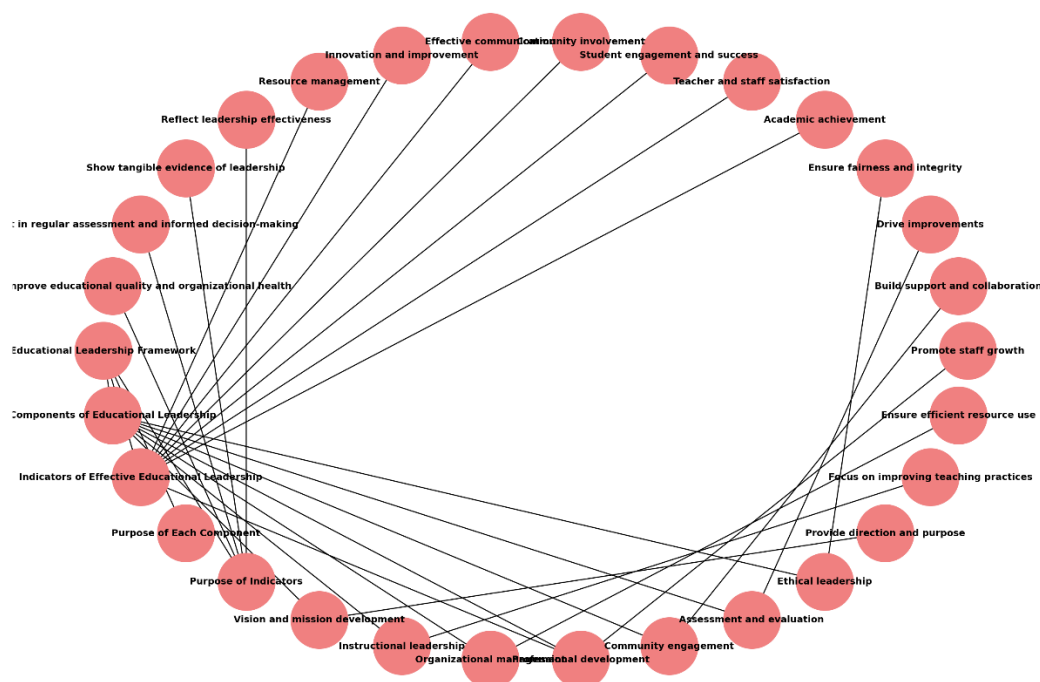 Effective communication
Community involvement
Innovation and improvement
Student engagement and success
Resource management
Teacher and staff satisfaction
Reflect leadership effectiveness
Academic achievement
Show tangible evidence of leadership
Ensure fairness and integrity
in regular assessment and informed decision-making
Drive improvements
prove educational quality and organizational health
Build support and collaboration
Educational Leadership Framework
Promote staff growth
Components of Educational Leadership
Ensure efficient resource use
Indicators of Effective Educational Leadership
Focus on improving teaching practices
Purpose of Each Component
Provide direction and purpose
Purpose of Indicators
Ethical leadership
Vision and mission development
Assessment and evaluation
Instructional leadership
Community engagement
Organizational management
Professional development